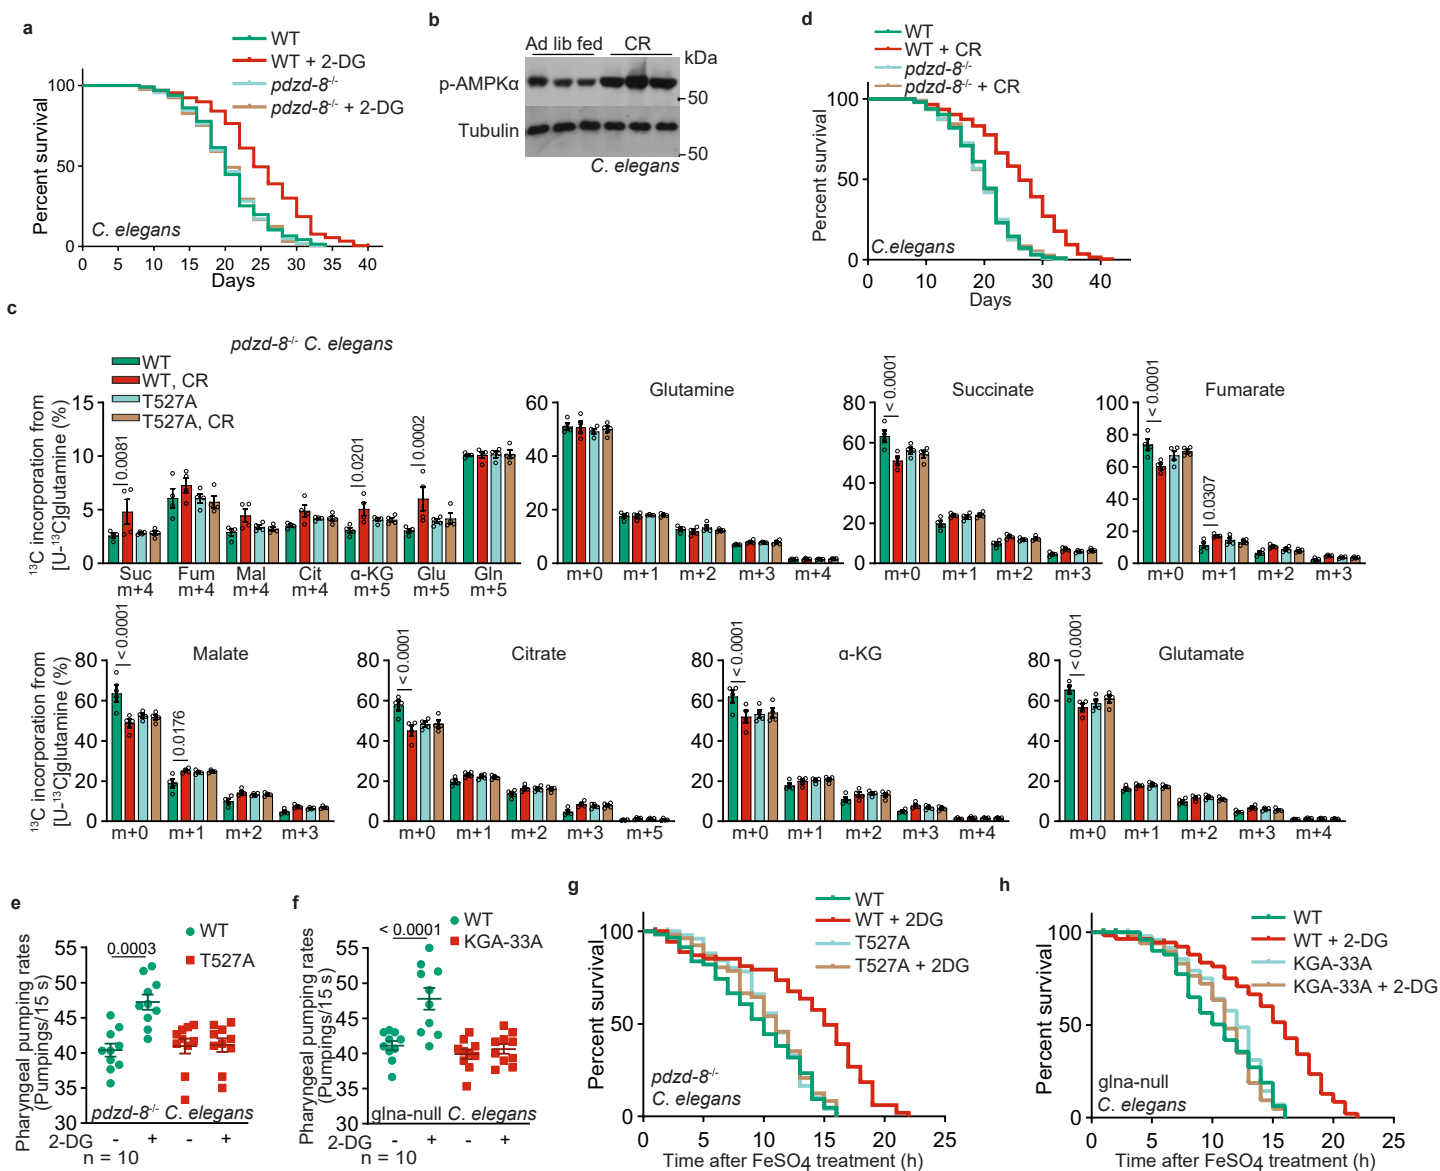 a
WT
WT + 2-DG
pdzd-8-/-
pdzd-8-/- + 2-DG
Percent survival
100
50
0
C. elegans
0 5 10 15 20 25 30 35 40
Days
b
Ad lib fed CR
kDa
p-AMPKα
50
Tubulin
50
C. elegans
d
WT
WT + CR
pdzd-8-/-
pdzd-8-/- + CR
Percent survival
100
50
0
C.elegans
0 10 20 30 40
Days
c
pdzd-8-/- C. elegans
WT
WT, CR
T527A
T527A, CR
13C incorporation from
[U-13C]glutamine (%)
15
10
5
0
0.0081
0.0201
0.0002
Suc Fum Mal Cit α-KG Glu Gln
m+4 m+4 m+4 m+4 m+5 m+5 m+5
Glutamine
60
40
20
0
m+0 m+1 m+2 m+3 m+4
Succinate
< 0.0001
80
60
40
20
0
m+0 m+1 m+2 m+3
Fumarate
< 0.0001
0.0307
100
80
60
40
20
0
m+0 m+1 m+2 m+3
13C incorporation from
[U-13C]glutamine (%)
Malate
< 0.0001
0.0176
80
60
40
20
0
m+0 m+1 m+2 m+3
Citrate
< 0.0001
80
60
40
20
0
m+0 m+1 m+2 m+3 m+5
α-KG
< 0.0001
80
60
40
20
0
m+0 m+1 m+2 m+3 m+4
Glutamate
< 0.0001
80
60
40
20
0
m+0 m+1 m+2 m+3 m+4
e
WT
T527A
0.0003
Pharyngeal pumping rates
(Pumpings/15 s)
55
50
45
40
35
30
pdzd-8-/- C. elegans
2-DG - + - +
n = 10
f
WT
KGA-33A
< 0.0001
Pharyngeal pumping rates
(Pumpings/15 s)
55
50
45
40
35
30
glna-null C. elegans
2-DG - + - +
n = 10
g
WT
WT + 2DG
T527A
T527A + 2DG
Percent survival
100
50
0
pdzd-8-/-
C. elegans
0 5 10 15 20 25
Time after FeSO4 treatment (h)
h
WT
WT + 2-DG
KGA-33A
KGA-33A + 2-DG
Percent survival
100
50
0
glna-null
C. elegans
0 5 10 15 20 25
Time after FeSO4 treatment (h)